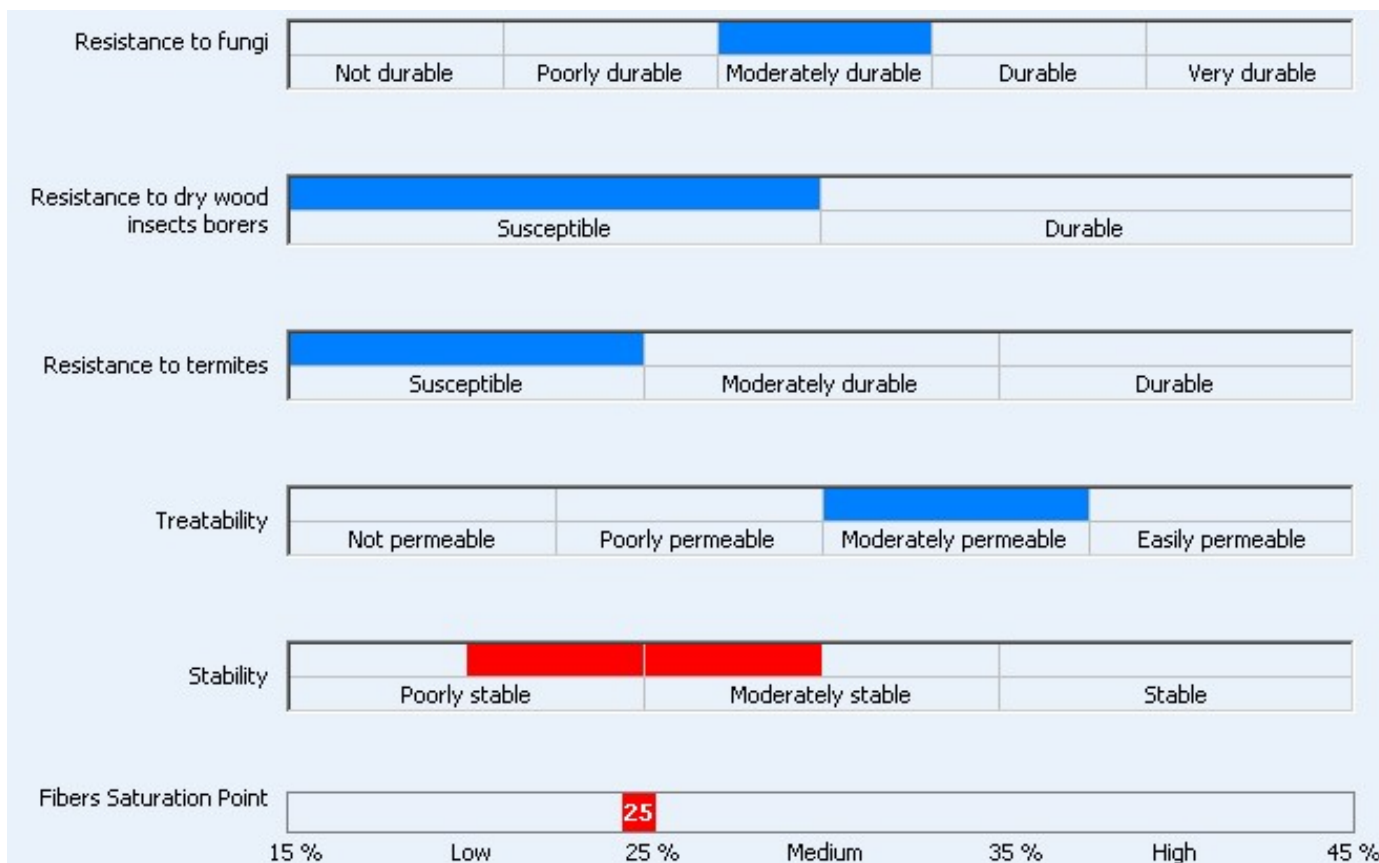 Resistance to fungi
Not durable Poorly durable Moderately durable Durable Very durable
Resistance to dry wood
insects borers
Susceptible Durable
Resistance to termites
Susceptible Moderately durable Durable
Treatability
Not permeable Poorly permeable Moderately permeable Easily permeable
Stability
Poorly stable Moderately stable Stable
Fibers Saturation Point
25
15 % Low 25 % Medium 35 % High 45 %